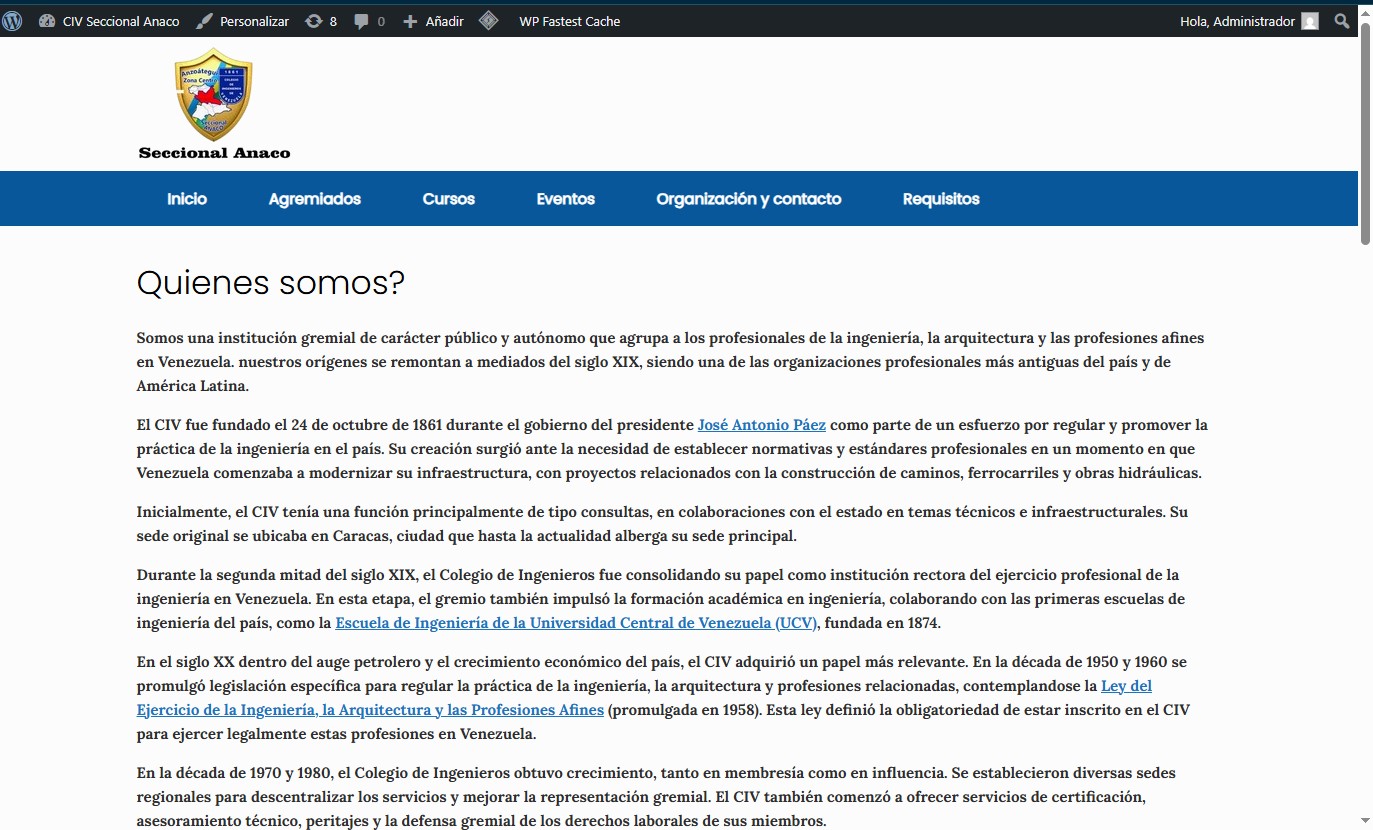 CIV Seccional Anaco Personalizar 8 0 Añadir WP Fastest Cache Hola, Administrador
Anzoátegui
Zona Centro
1861
COLEGIO
DE
INGENIEROS
DE
VENEZUELA
Seccional
ANACO
Seccional Anaco
Inicio Agremiados Cursos Eventos Organización y contacto Requisitos
Quienes somos?
Somos una institución gremial de carácter público y autónomo que agrupa a los profesionales de la ingeniería, la arquitectura y las profesiones afines
en Venezuela. nuestros orígenes se remontan a mediados del siglo XIX, siendo una de las organizaciones profesionales más antiguas del país y de
América Latina.
El CIV fue fundado el 24 de octubre de 1861 durante el gobierno del presidente José Antonio Páez como parte de un esfuerzo por regular y promover la
práctica de la ingeniería en el país. Su creación surgió ante la necesidad de establecer normativas y estándares profesionales en un momento en que
Venezuela comenzaba a modernizar su infraestructura, con proyectos relacionados con la construcción de caminos, ferrocarriles y obras hidráulicas.
Inicialmente, el CIV tenía una función principalmente de tipo consultas, en colaboraciones con el estado en temas técnicos e infraestructurales. Su
sede original se ubicaba en Caracas, ciudad que hasta la actualidad alberga su sede principal.
Durante la segunda mitad del siglo XIX, el Colegio de Ingenieros fue consolidando su papel como institución rectora del ejercicio profesional de la
ingeniería en Venezuela. En esta etapa, el gremio también impulsó la formación académica en ingeniería, colaborando con las primeras escuelas de
ingeniería del país, como la Escuela de Ingeniería de la Universidad Central de Venezuela (UCV), fundada en 1874.
En el siglo XX dentro del auge petrolero y el crecimiento económico del país, el CIV adquirió un papel más relevante. En la década de 1950 y 1960 se
promulgó legislación específica para regular la práctica de la ingeniería, la arquitectura y profesiones relacionadas, contemplandose la Ley del
Ejercicio de la Ingeniería, la Arquitectura y las Profesiones Afines (promulgada en 1958). Esta ley definió la obligatoriedad de estar inscrito en el CIV
para ejercer legalmente estas profesiones en Venezuela.
En la década de 1970 y 1980, el Colegio de Ingenieros obtuvo crecimiento, tanto en membresía como en influencia. Se establecieron diversas sedes
regionales para descentralizar los servicios y mejorar la representación gremial. El CIV también comenzó a ofrecer servicios de certificación,
asesoramiento técnico, peritajes y la defensa gremial de los derechos laborales de sus miembros.